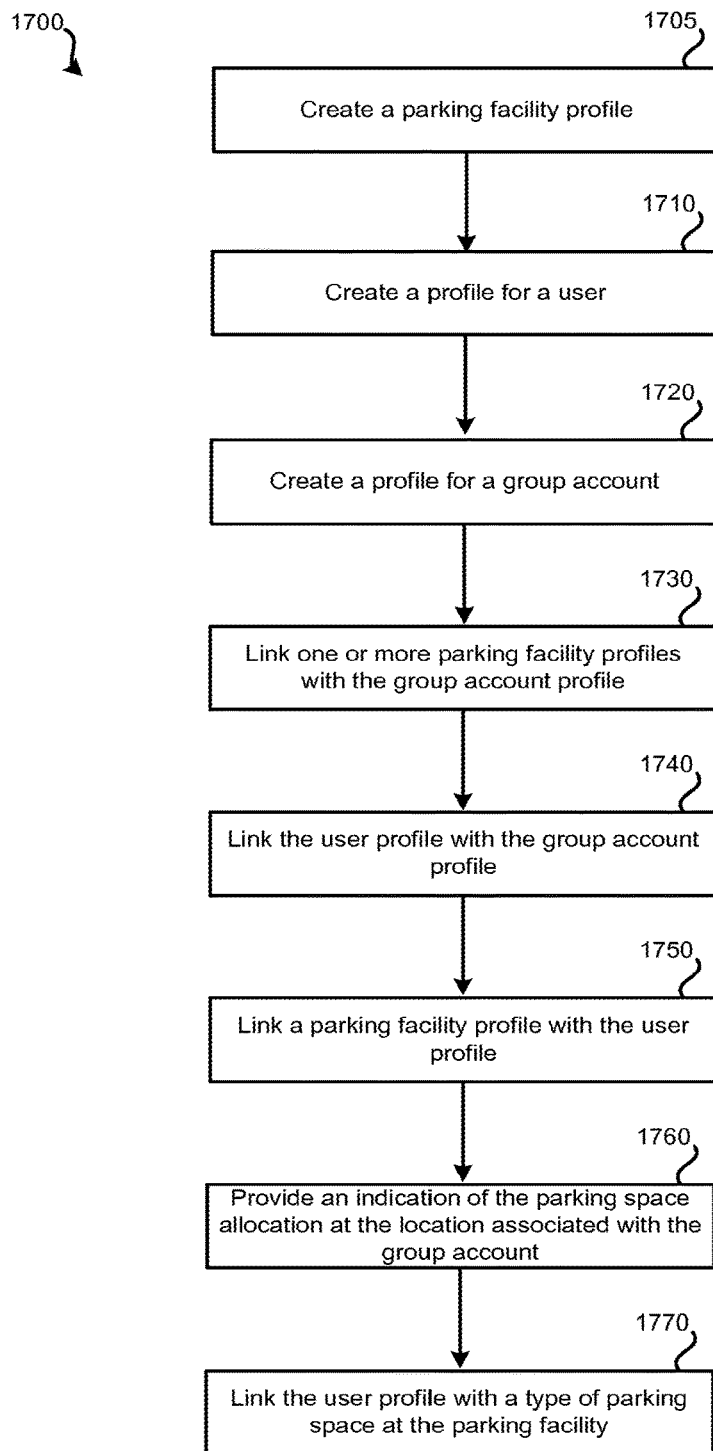 1700
1705
Create a parking facility profile
1710
Create a profile for a user
1720
Create a profile for a group account
1730
Link one or more parking facility profiles
with the group account profile
1740
Link the user profile with the group account
profile
1750
Link a parking facility profile with the user
profile
1760
Provide an indication of the parking space
allocation at the location associated with the
group account
1770
Link the user profile with a type of parking
space at the parking facility